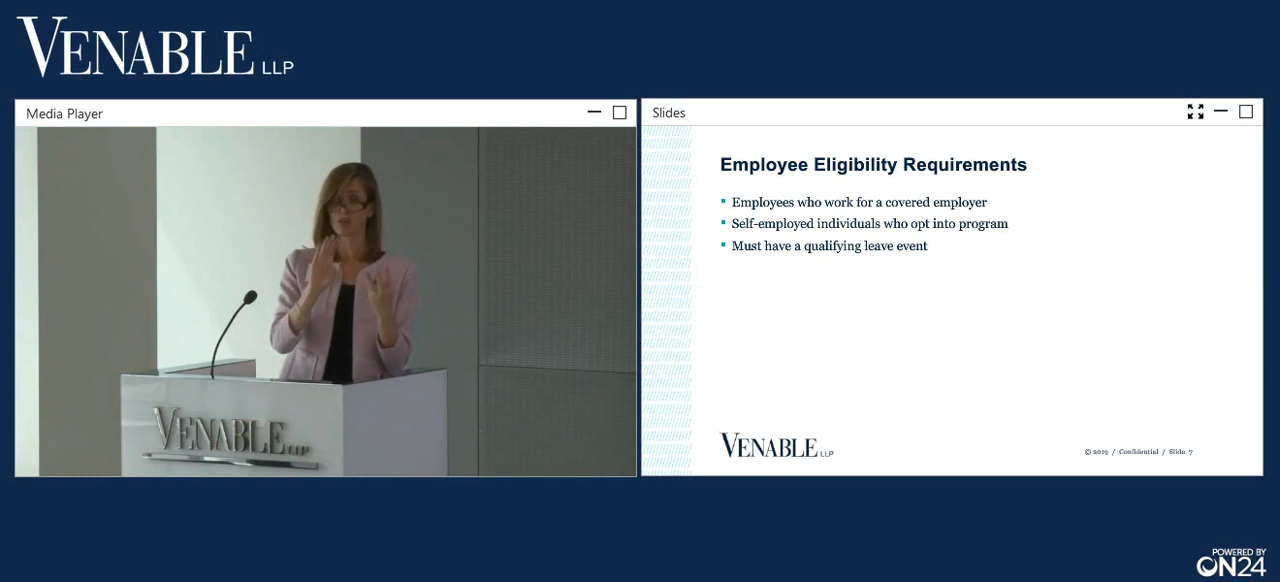 VENABLE LLP
Media Player
VENABLE LLP
Slides
Employee Eligibility Requirements
▪ Employees who work for a covered employer
▪ Self-employed individuals who opt into program
▪ Must have a qualifying leave event
VENABLE LLP
© 2019 / Confidential / Slide 7
POWERED BY
ON24